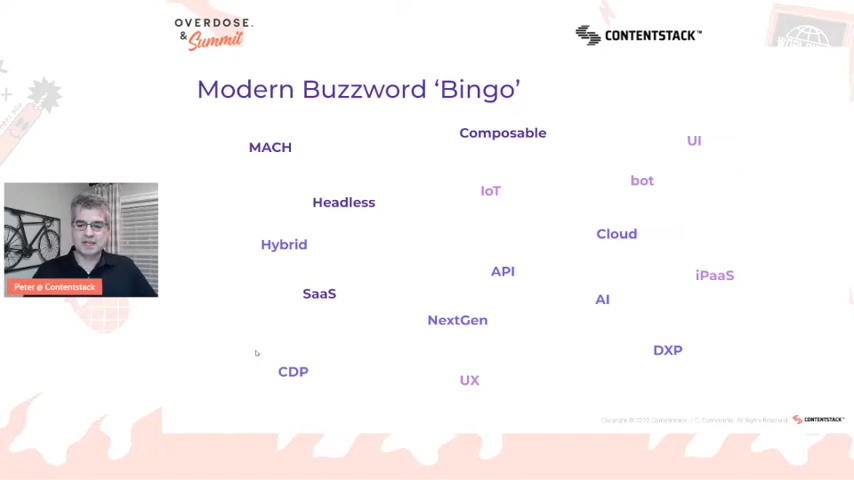 OVERDOSE.
& Summit
CONTENTSTACK™
Modern Buzzword ‘Bingo’
Composable
MACH
UI
bot
IoT
Headless
Cloud
Hybrid
API
iPaaS
SaaS
AI
NextGen
DXP
CDP
UX
Peter @ Contentstack
CONTENTSTACK